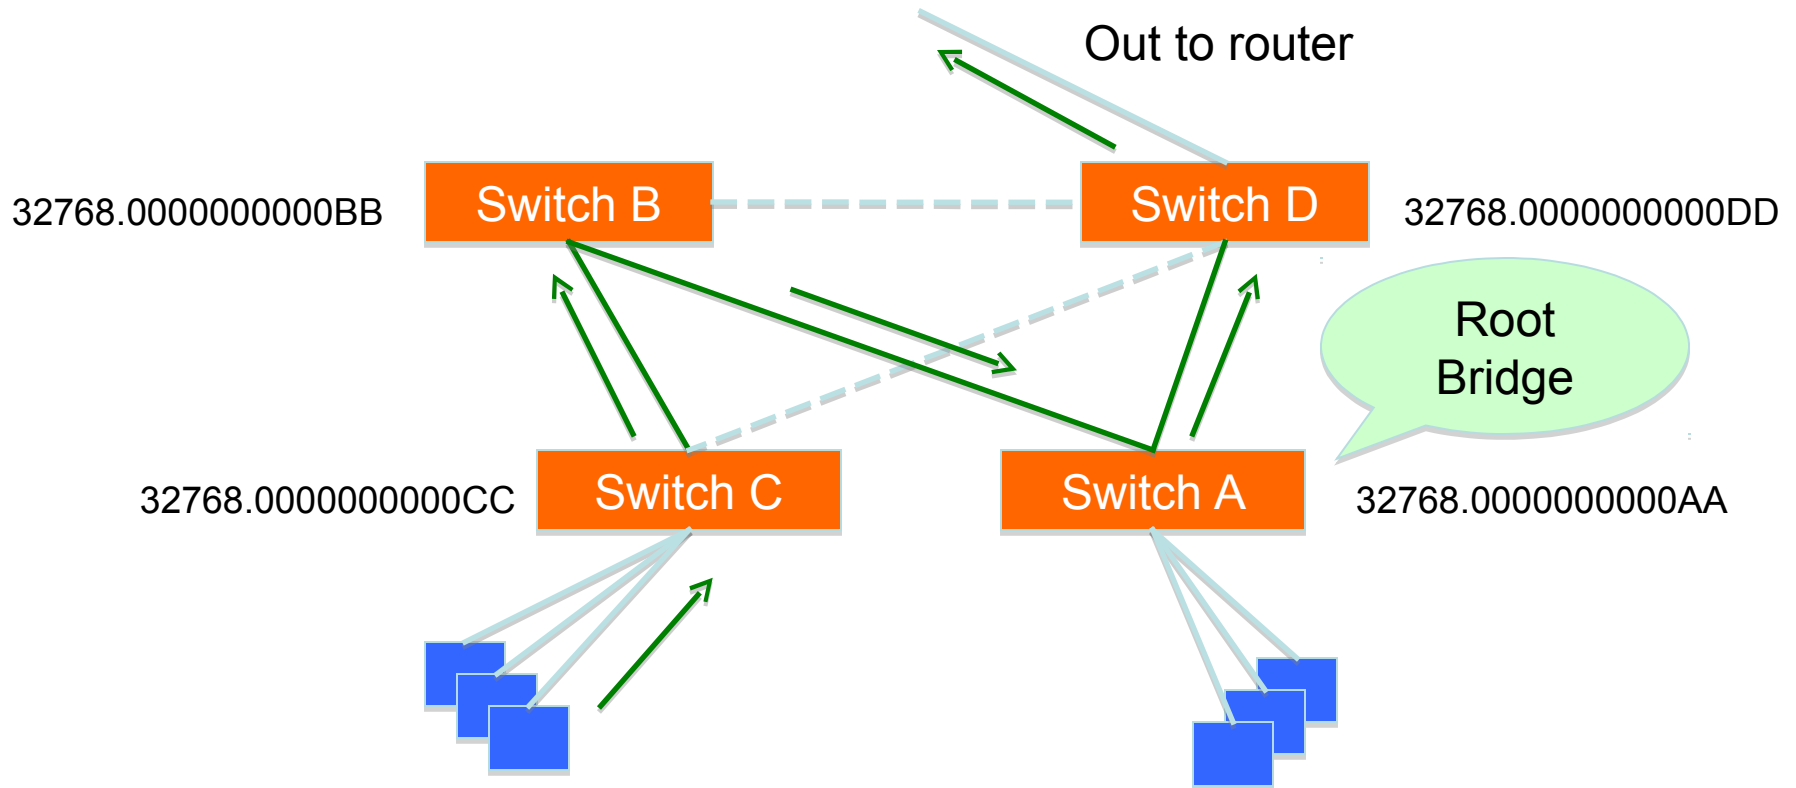 Out to router
32768.0000000000BB
Switch B
Switch D
32768.0000000000DD
Root
Bridge
32768.0000000000CC
Switch C
Switch A
32768.0000000000AA